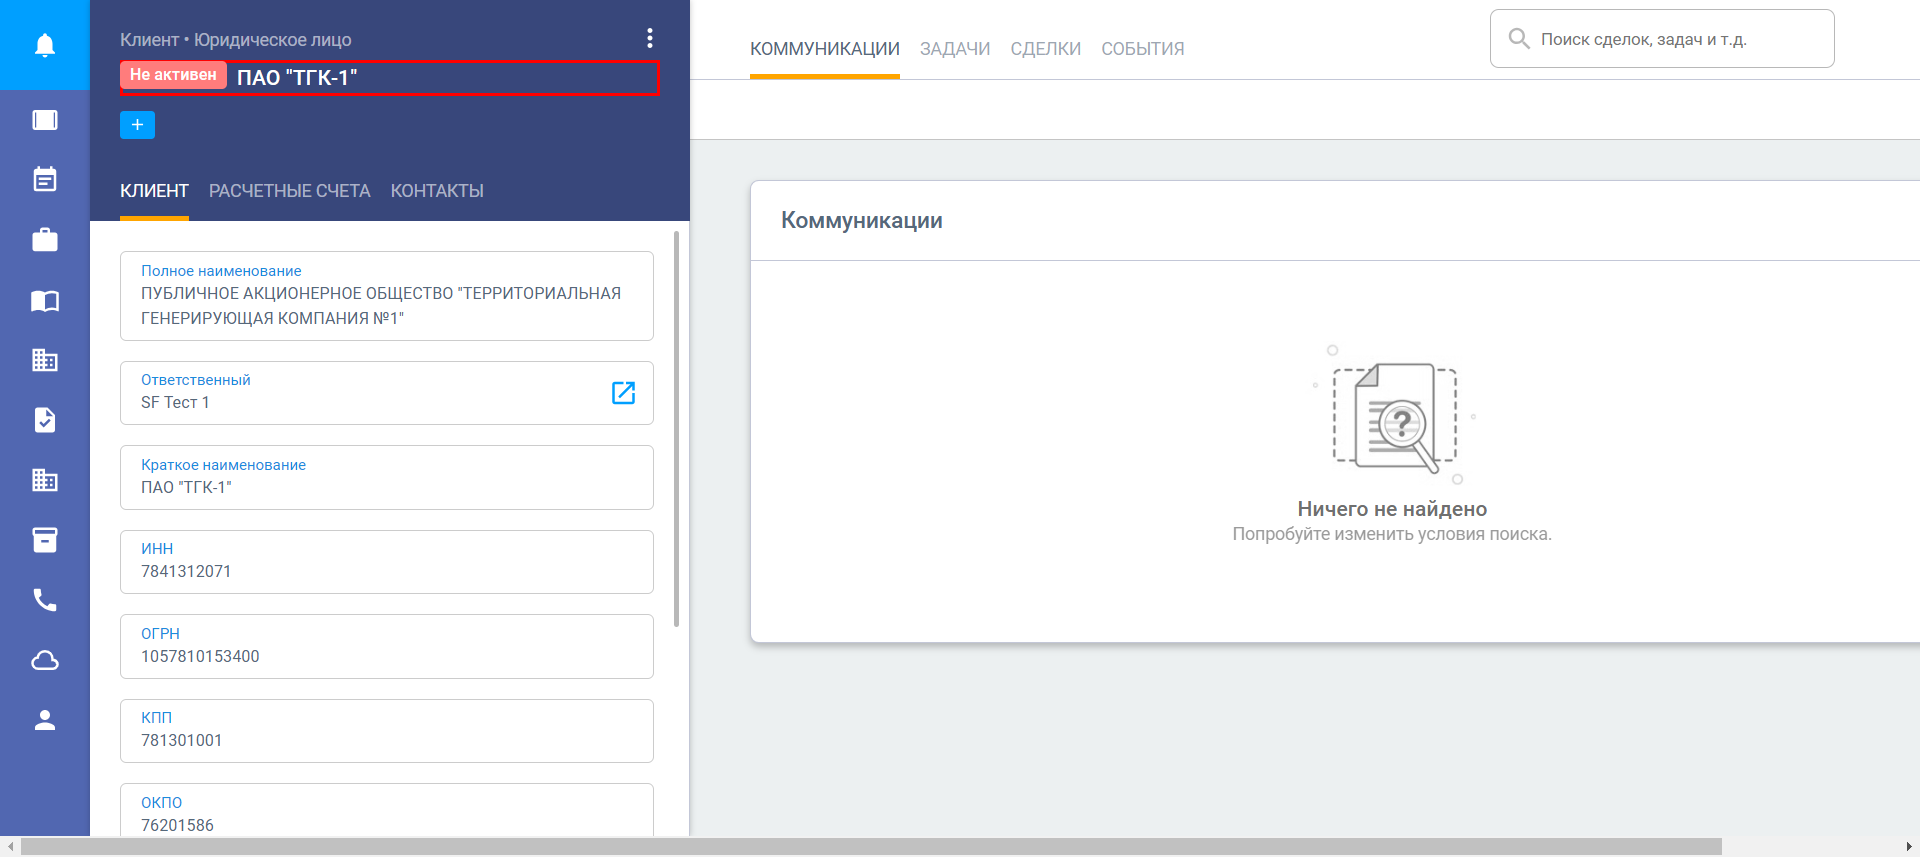 Клиент • Юридическое лицо
Не активен ПАО "ТГК-1"
+
КЛИЕНТ РАСЧЕТНЫЕ СЧЕТА КОНТАКТЫ
Полное наименование
ПУБЛИЧНОЕ АКЦИОНЕРНОЕ ОБЩЕСТВО "ТЕРРИТОРИАЛЬНАЯ
ГЕНЕРИРУЮЩАЯ КОМПАНИЯ №1"
Ответственный
SF Тест 1
Краткое наименование
ПАО "ТГК-1"
ИНН
7841312071
ОГРН
1057810153400
КПП
781301001
ОКПО
76201586
КОММУНИКАЦИИ ЗАДАЧИ СДЕЛКИ СОБЫТИЯ
Поиск сделок, задач и т.д.
Коммуникации
?
Ничего не найдено
Попробуйте изменить условия поиска.